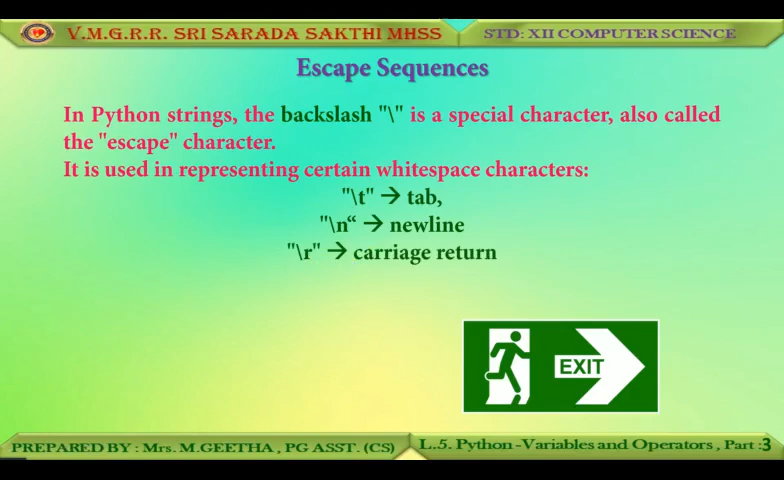 V.M.G.R.R. SRI SARADA SAKTHI MHSS
STD: XII COMPUTER SCIENCE
Escape Sequences
In Python strings, the backslash "\" is a special character, also called
the "escape" character.
It is used in representing certain whitespace characters:
"\t" → tab,
"\n“ → newline
"\r" → carriage return
EXIT
PREPARED BY : Mrs. M.GEETHA , PG ASST. (CS)
L.5. Python -Variables and Operators , Part :3